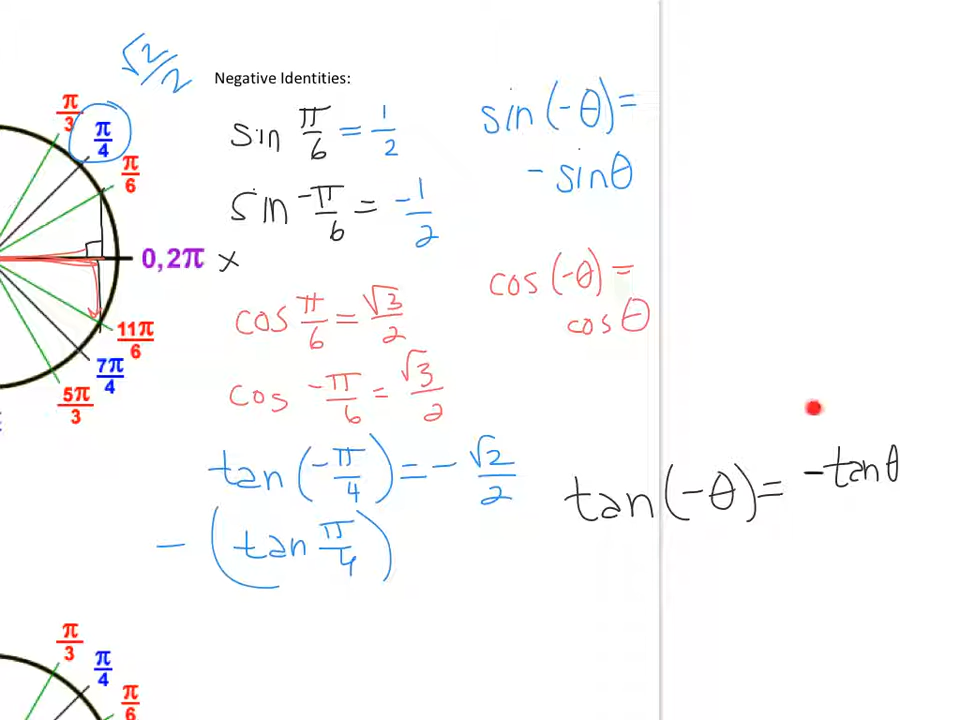 √2/2
Negative Identities:
π/3
π/4
π/6
0,2π x
11π/6
7π/4
5π/3
sin π/6 = 1/2
sin -π/6 = -1/2
cos π/6 = √3/2
cos -π/6 = √3/2
tan (-π/4) = - √2/2
- (tan π/4)
sin (-θ) =
- sinθ
cos (-θ) =
cos θ
tan (-θ) = -tanθ
π/3
π/4
π/6